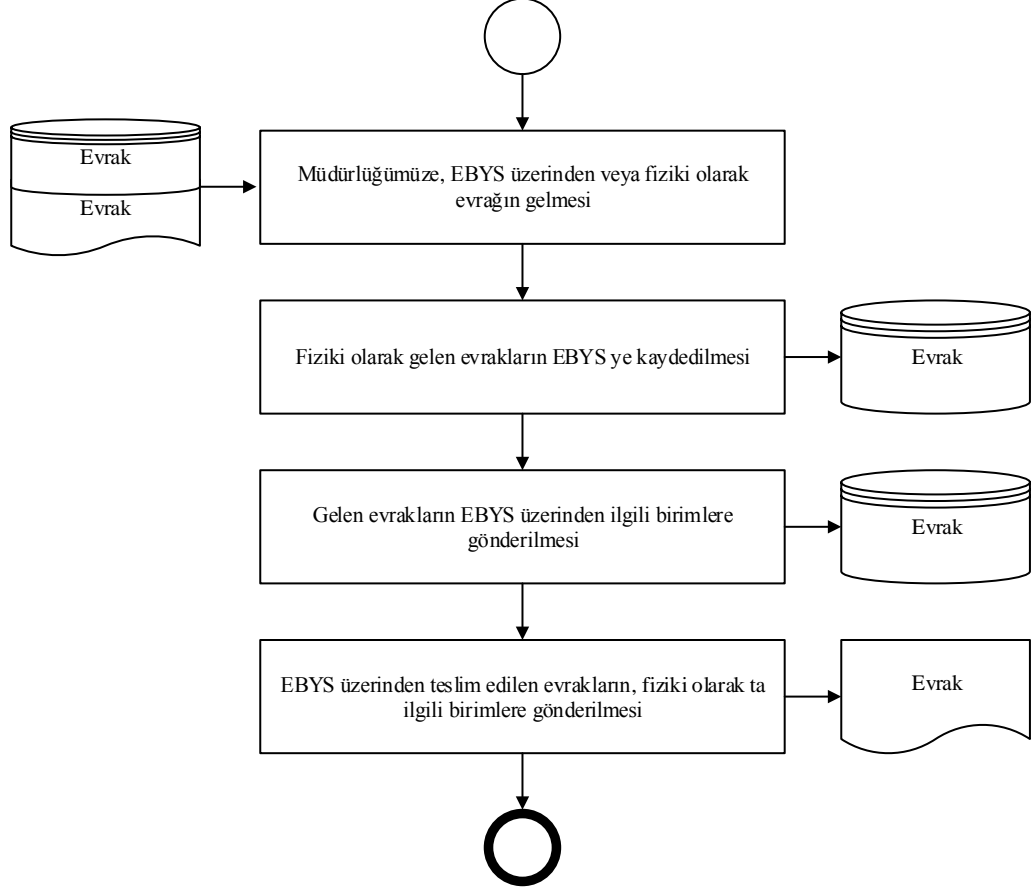 Evrak
Evrak
Müdürlüğümüze, EBYS üzerinden veya fiziki olarak
evrağın gelmesi
Fiziki olarak gelen evrakların EBYS ye kaydedilmesi
Evrak
Gelen evrakların EBYS üzerinden ilgili birimlere
gönderilmesi
Evrak
EBYS üzerinden teslim edilen evrakların, fiziki olarak ta
ilgili birimlere gönderilmesi
Evrak